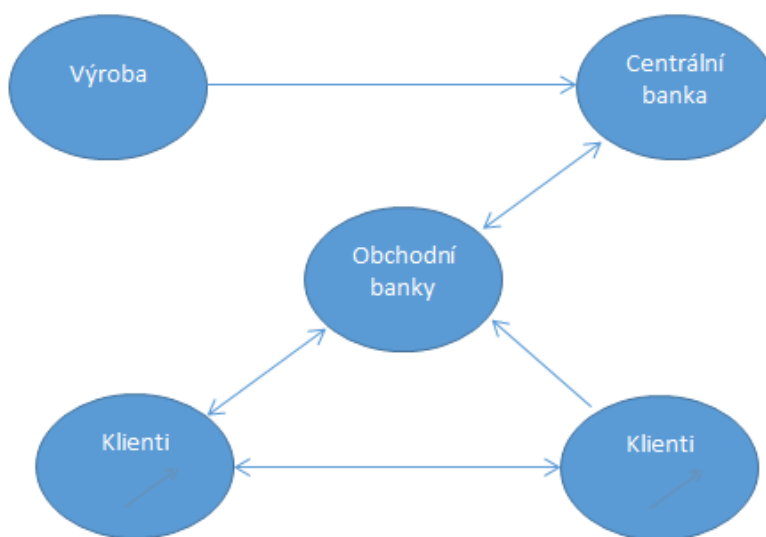 Výroba
Centrální
banka
Obchodní
banky
Klienti
Klienti